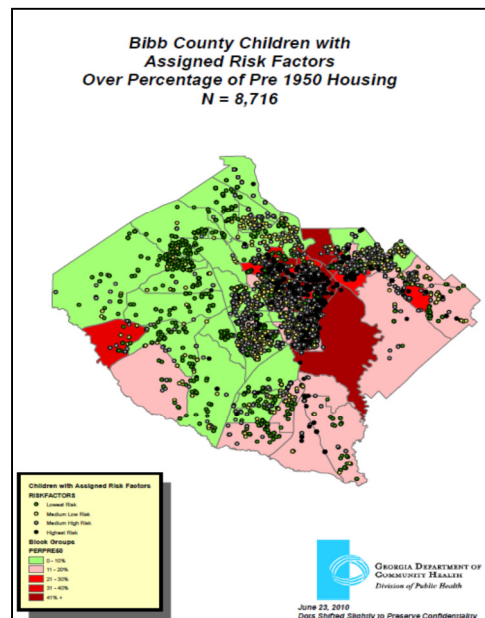 Bibb County Children with
Assigned Risk Factors
Over Percentage of Pre 1950 Housing
N = 8,716
Children with Assigned Risk Factors
RISKFACTORS
Lowest Risk
Medium Low Risk
Medium High Risk
Highest Risk
Block Groups
PERPRE50
0 - 10%
11 - 20%
21 - 30%
31 - 40%
41% +
GEORGIA DEPARTMENT OF
COMMUNITY HEALTH
Division of Public Health
June 23, 2010
Dots Shifted Slightly to Preserve Confidentiality